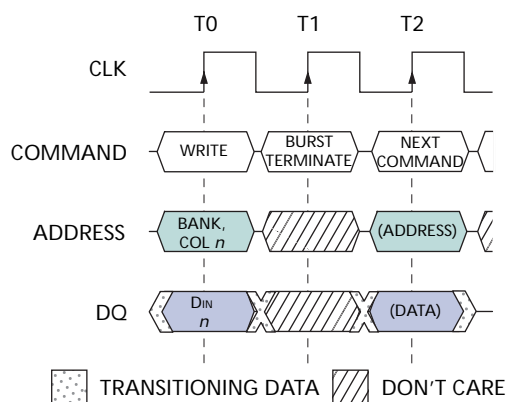 T0 T1 T2
CLK
COMMAND WRITE BURST TERMINATE NEXT COMMAND
ADDRESS BANK, COL n (ADDRESS)
DQ DIN n (DATA)
TRANSITIONING DATA DON'T CARE